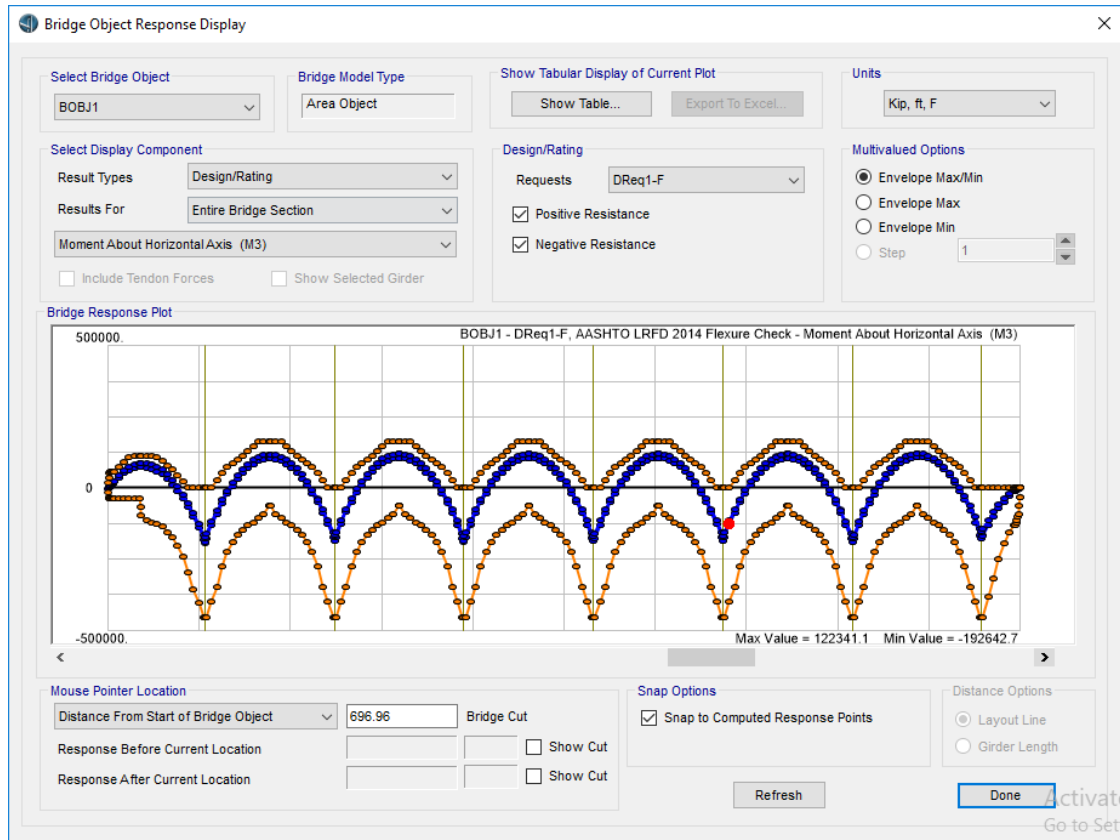 Bridge Object Response Display
Select Bridge Object
BOBJ1
Bridge Model Type
Area Object
Show Tabular Display of Current Plot
Show Table...
Export To Excel...
Units
Kip, ft, F
Select Display Component
Result Types
Design/Rating
Results For
Entire Bridge Section
Moment About Horizontal Axis (M3)
Include Tendon Forces
Show Selected Girder
Design/Rating
Requests
DReq1-F
Positive Resistance
Negative Resistance
Multivalued Options
Envelope Max/Min
Envelope Max
Envelope Min
Step
1
Bridge Response Plot
500000.
BOBJ1 - DReq1-F, AASHTO LRFD 2014 Flexure Check - Moment About Horizontal Axis (M3)
0
-500000.
Max Value = 122341.1 Min Value = -192642.7
Mouse Pointer Location
Distance From Start of Bridge Object
696.96
Bridge Cut
Response Before Current Location
Show Cut
Response After Current Location
Show Cut
Snap Options
Snap to Computed Response Points
Distance Options
Layout Line
Girder Length
Refresh
Done
Activat
Go to Set